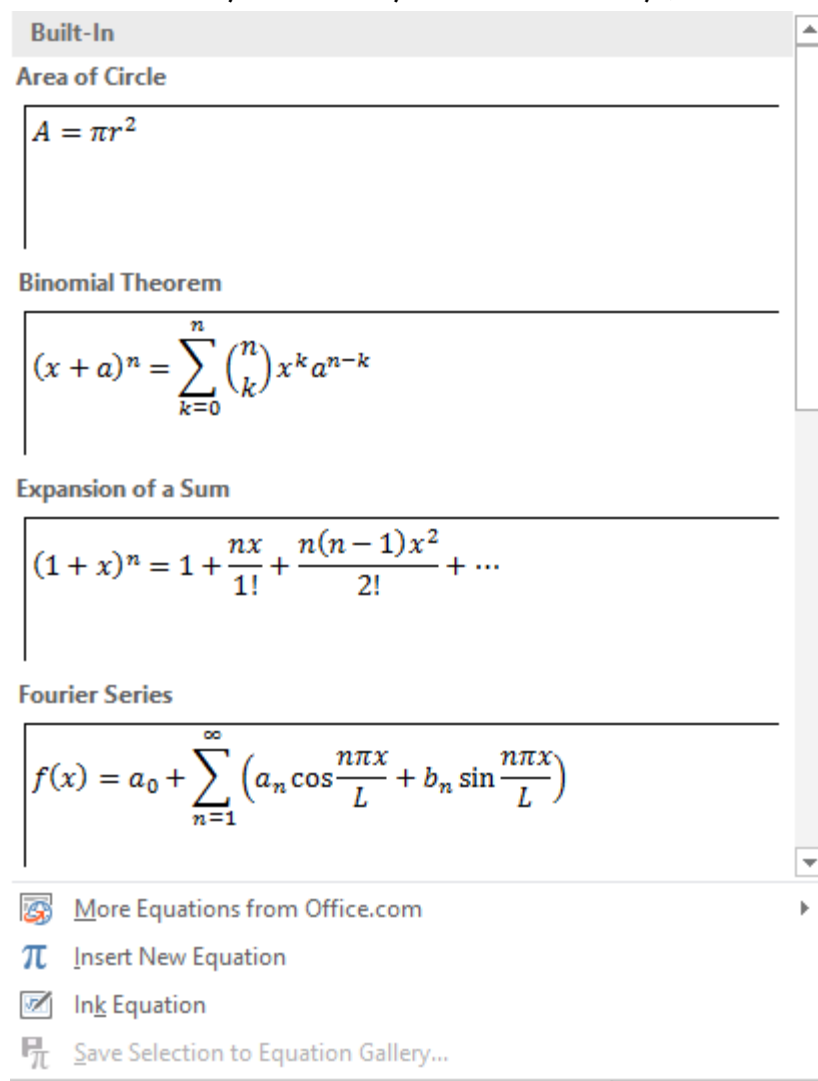 Built-In
Area of Circle
A = πr²
Binomial Theorem
(x + a)ⁿ = ∑ₖ₌₀ⁿ (n k) xᵏaⁿ⁻ᵏ
Expansion of a Sum
(1 + x)ⁿ = 1 + nx/1! + n(n − 1)x²/2! + ⋯
Fourier Series
f(x) = a₀ + ∑ₙ₌₁^∞ (aₙ cos nπx/L + bₙ sin nπx/L)
More Equations from Office.com
π Insert New Equation
Ink Equation
Save Selection to Equation Gallery...